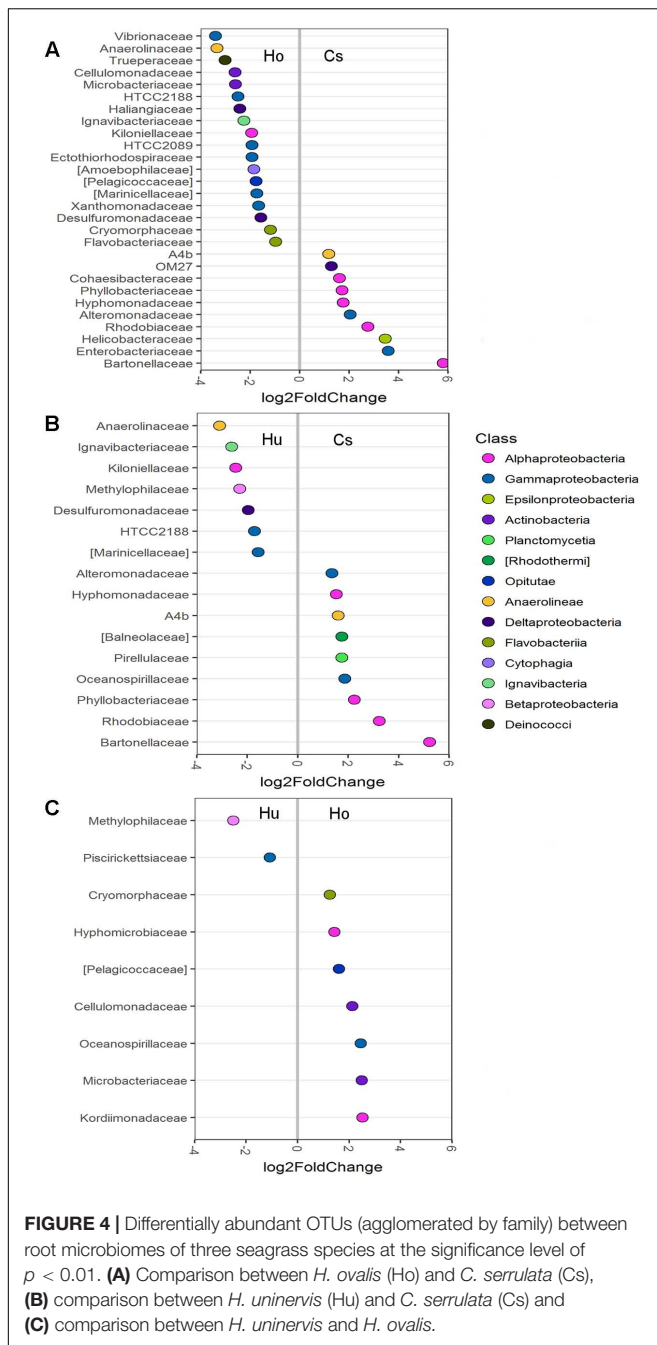 A
Ho Cs
Vibrionaceae
Anaerolinaceae
Trueperaceae
Cellulomonadaceae
Microbacteriaceae
HTCC2188
Haliangiaceae
Ignavibacteriaceae
Kiloniellaceae
HTCC2089
Ectothiorhodospiraceae
[Amoebophilaceae]
[Pelagicoccaceae]
[Marinicellaceae]
Xanthomonadaceae
Desulfuromonadaceae
Cryomorphaceae
Flavobacteriaceae
A4b
OM27
Cohaesibacteraceae
Phyllobacteriaceae
Hyphomonadaceae
Alteromonadaceae
Rhodobiaceae
Helicobacteraceae
Enterobacteriaceae
Bartonellaceae
-4 -2 0 2 4 6
log2FoldChange
B
Hu Cs
Anaerolinaceae
Ignavibacteriaceae
Kiloniellaceae
Methylophilaceae
Desulfuromonadaceae
HTCC2188
[Marinicellaceae]
Alteromonadaceae
Hyphomonadaceae
A4b
[Balneolaceae]
Pirellulaceae
Oceanospirillaceae
Phyllobacteriaceae
Rhodobiaceae
Bartonellaceae
-4 -2 0 2 4 6
log2FoldChange
Class
Alphaproteobacteria
Gammaproteobacteria
Epsilonproteobacteria
Actinobacteria
Planctomycetia
[Rhodothermi]
Opitutae
Anaerolineae
Deltaproteobacteria
Flavobacteriia
Cytophagia
Ignavibacteria
Betaproteobacteria
Deinococci
C
Hu Ho
Methylophilaceae
Piscirickettsiaceae
Cryomorphaceae
Hyphomicrobiaceae
[Pelagicoccaceae]
Cellulomonadaceae
Oceanospirillaceae
Microbacteriaceae
Kordiimonadaceae
-4 -2 0 2 4 6
log2FoldChange
FIGURE 4 | Differentially abundant OTUs (agglomerated by family) between
root microbiomes of three seagrass species at the significance level of
p < 0.01. (A) Comparison between H. ovalis (Ho) and C. serrulata (Cs),
(B) comparison between H. uninervis (Hu) and C. serrulata (Cs) and
(C) comparison between H. uninervis and H. ovalis.